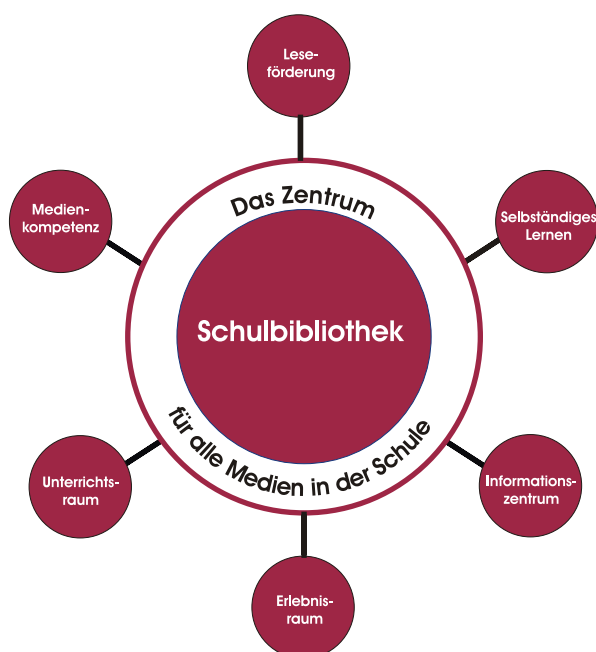 Lese-
förderung
Medien-
kompetenz
Selbständiges
Lernen
Das Zentrum
Schulbibliothek
für alle Medien in der Schule
Unterrichts-
raum
Informations-
zentrum
Erlebnis-
raum